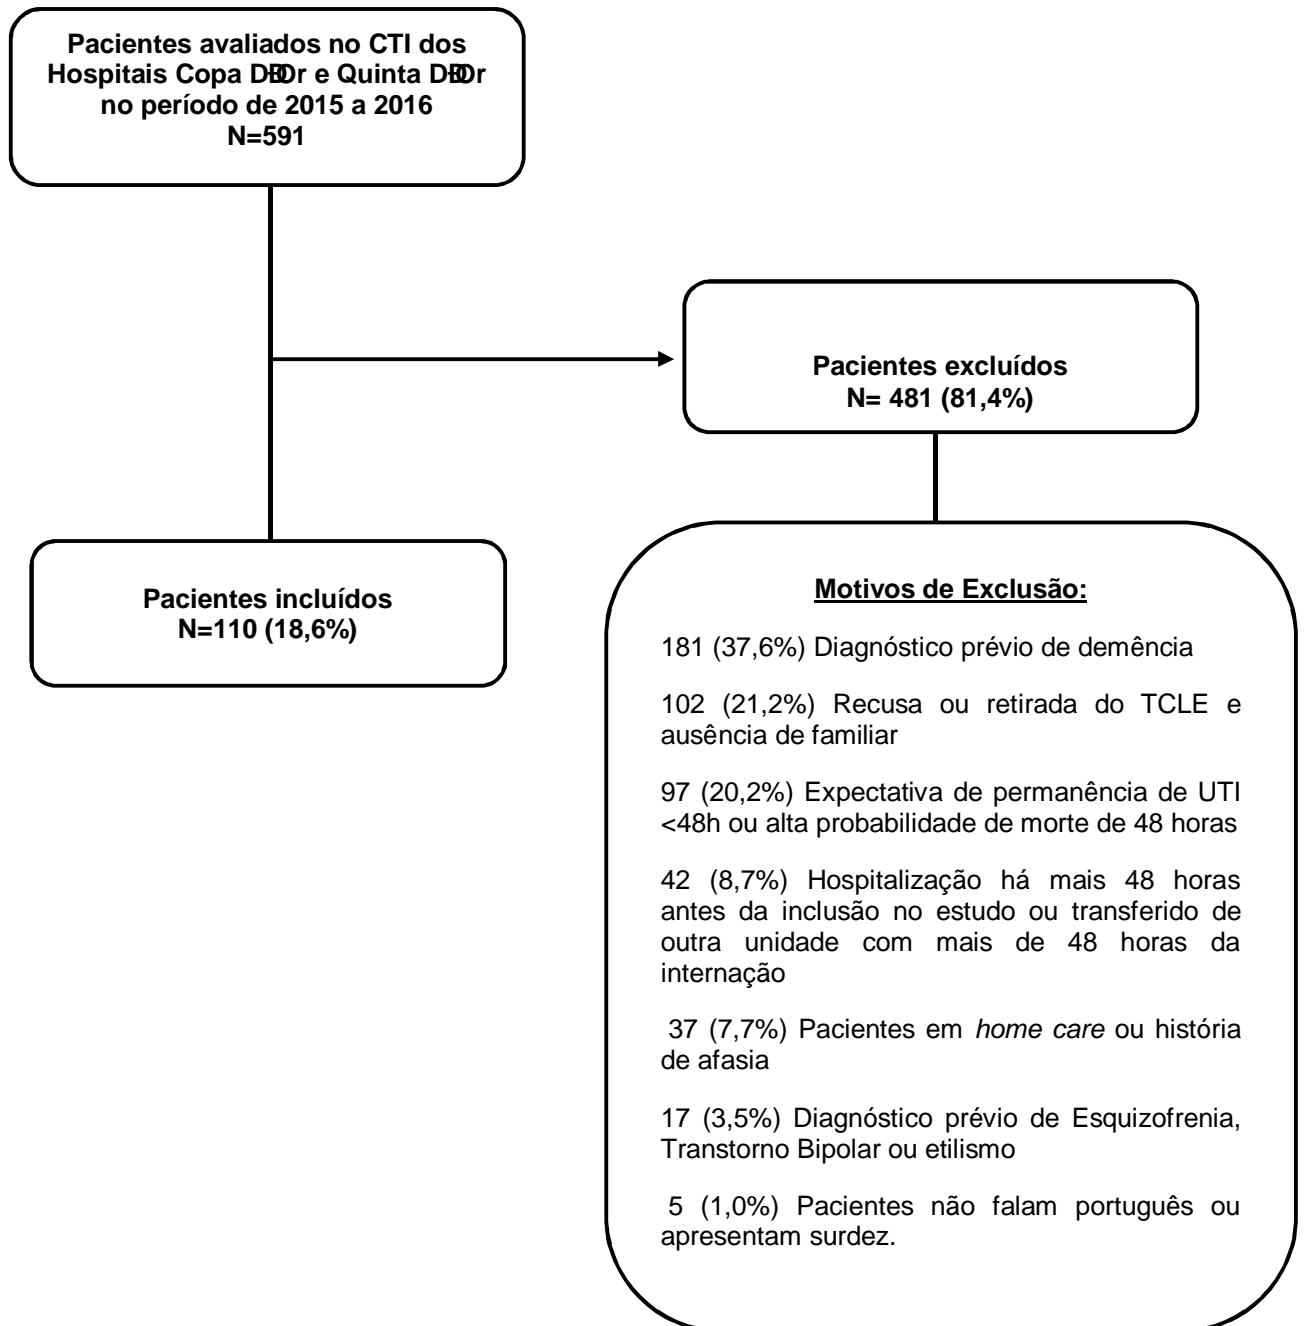 Pacientes avaliados no CTI dos
Hospitais Copa e Quinta
no período de 2015 a 2016
N=591
Pacientes excluídos
N= 481 (81,4%)
Pacientes incluídos
N=110 (18,6%)
Motivos de Exclusão:
181 (37,6%) Diagnóstico prévio de demência
102 (21,2%) Recusa ou retirada do TCLE e
ausência de familiar
97 (20,2%) Expectativa de permanência de UTI
<48h ou alta probabilidade de morte de 48 horas
42 (8,7%) Hospitalização há mais 48 horas
antes da inclusão no estudo ou transferido de
outra unidade com mais de 48 horas da
internação
37 (7,7%) Pacientes em home care ou história
de afasia
17 (3,5%) Diagnóstico prévio de Esquizofrenia,
Transtorno Bipolar ou etilismo
5 (1,0%) Pacientes não falam português ou
apresentam surdez.